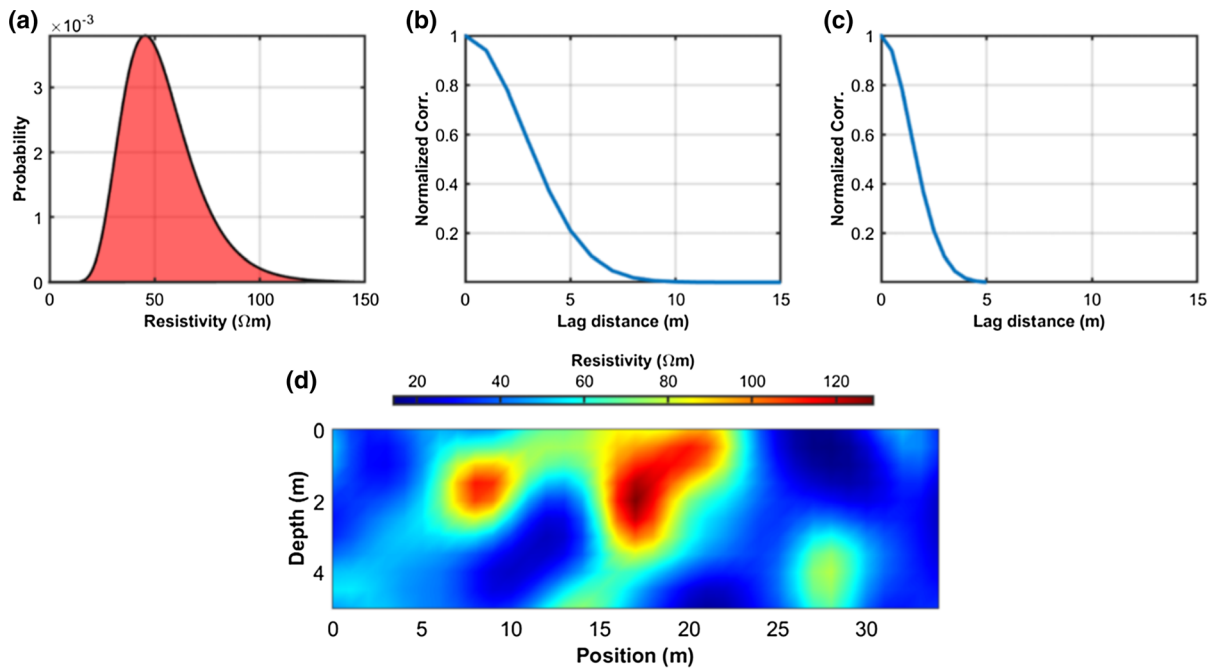 (a)
×10⁻³
3
2
1
0
Probability
0 50 100 150
Resistivity (Ωm)
(b)
1
0.8
0.6
0.4
0.2
Normalized Corr.
0 5 10 15
Lag distance (m)
(c)
1
0.8
0.6
0.4
0.2
Normalized Corr.
0 5 10 15
Lag distance (m)
(d)
Resistivity (Ωm)
20 40 60 80 100 120
0
2
4
Depth (m)
0 5 10 15 20 25 30
Position (m)